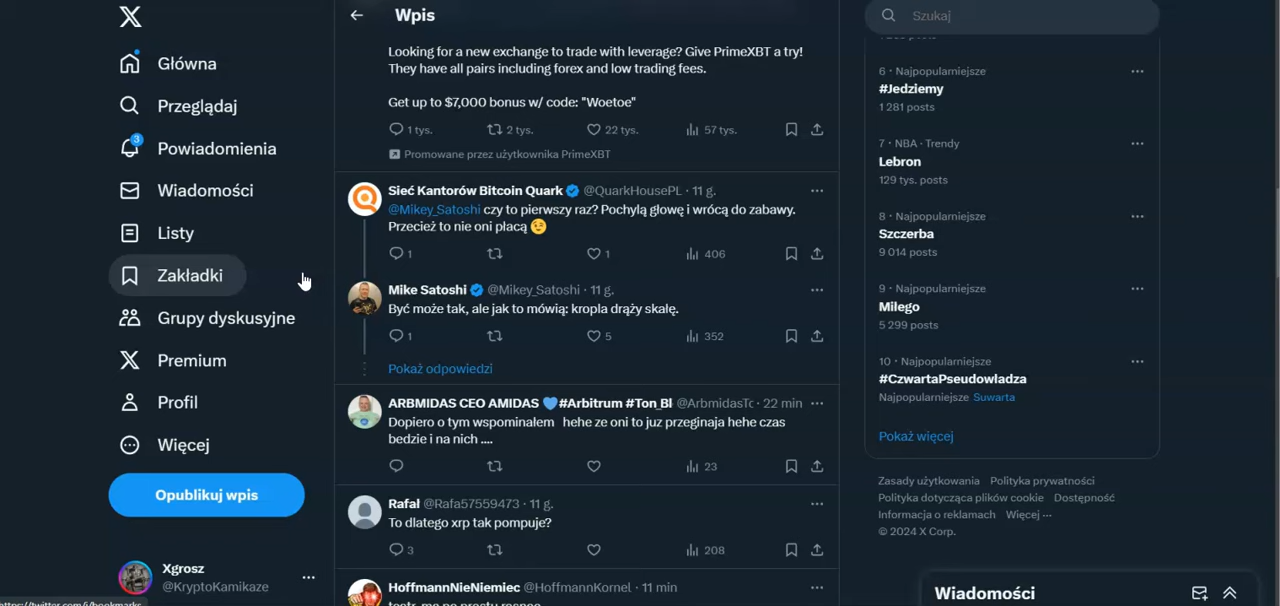 Główna
Przeglądaj
3
Powiadomienia
Wiadomości
Listy
Zakładki
Grupy dyskusyjne
Premium
Profil
Więcej
Opublikuj wpis
Xgrosz
@KryptoKamikaze
Wpis
Looking for a new exchange to trade with leverage? Give PrimeXBT a try!
They have all pairs including forex and low trading fees.
Get up to $7,000 bonus w/ code: "Woetoe"
1 tys. 2 tys. 22 tys. 57 tys.
Promowane przez użytkownika PrimeXBT
Sieć Kantorów Bitcoin Quark @QuarkHousePL · 11 g.
@Mikey_Satoshi czy to pierwszy raz? Pochylą głowę i wrócą do zabawy.
Przecież to nie oni płacą 😉
1 1 406
Mike Satoshi @Mikey_Satoshi · 11 g.
Być może tak, ale jak to mówią: kropla drąży skałę.
1 5 352
Pokaż odpowiedzi
ARBMIDAS CEO AMIDAS 💙#Arbitrum #Ton_Bl @ArbmidasTc · 22 min
Dopiero o tym wspominałem hehe ze oni to juz przeginaja hehe czas
bedzie i na nich ....
23
Rafał @Rafa57559473 · 11 g.
To dlatego xrp tak pompuje?
3 208
HoffmannNieNiemiec @HoffmannKornel · 11 min
Szukaj
6 · Najpopularniejsze
#Jedziemy
1 281 posts
7 · NBA · Trendy
Lebron
129 tys. posts
8 · Najpopularniejsze
Szczerba
9 014 posts
9 · Najpopularniejsze
Milego
5 299 posts
10 · Najpopularniejsze
#CzwartaPseudowładza
Najpopularniejsze Suwarta
Pokaż więcej
Zasady użytkowania Polityka prywatności
Polityka dotycząca plików cookie Dostępność
Informacja o reklamach Więcej ...
© 2024 X Corp.
Wiadomości
https://twitter.com/i/bookmarks